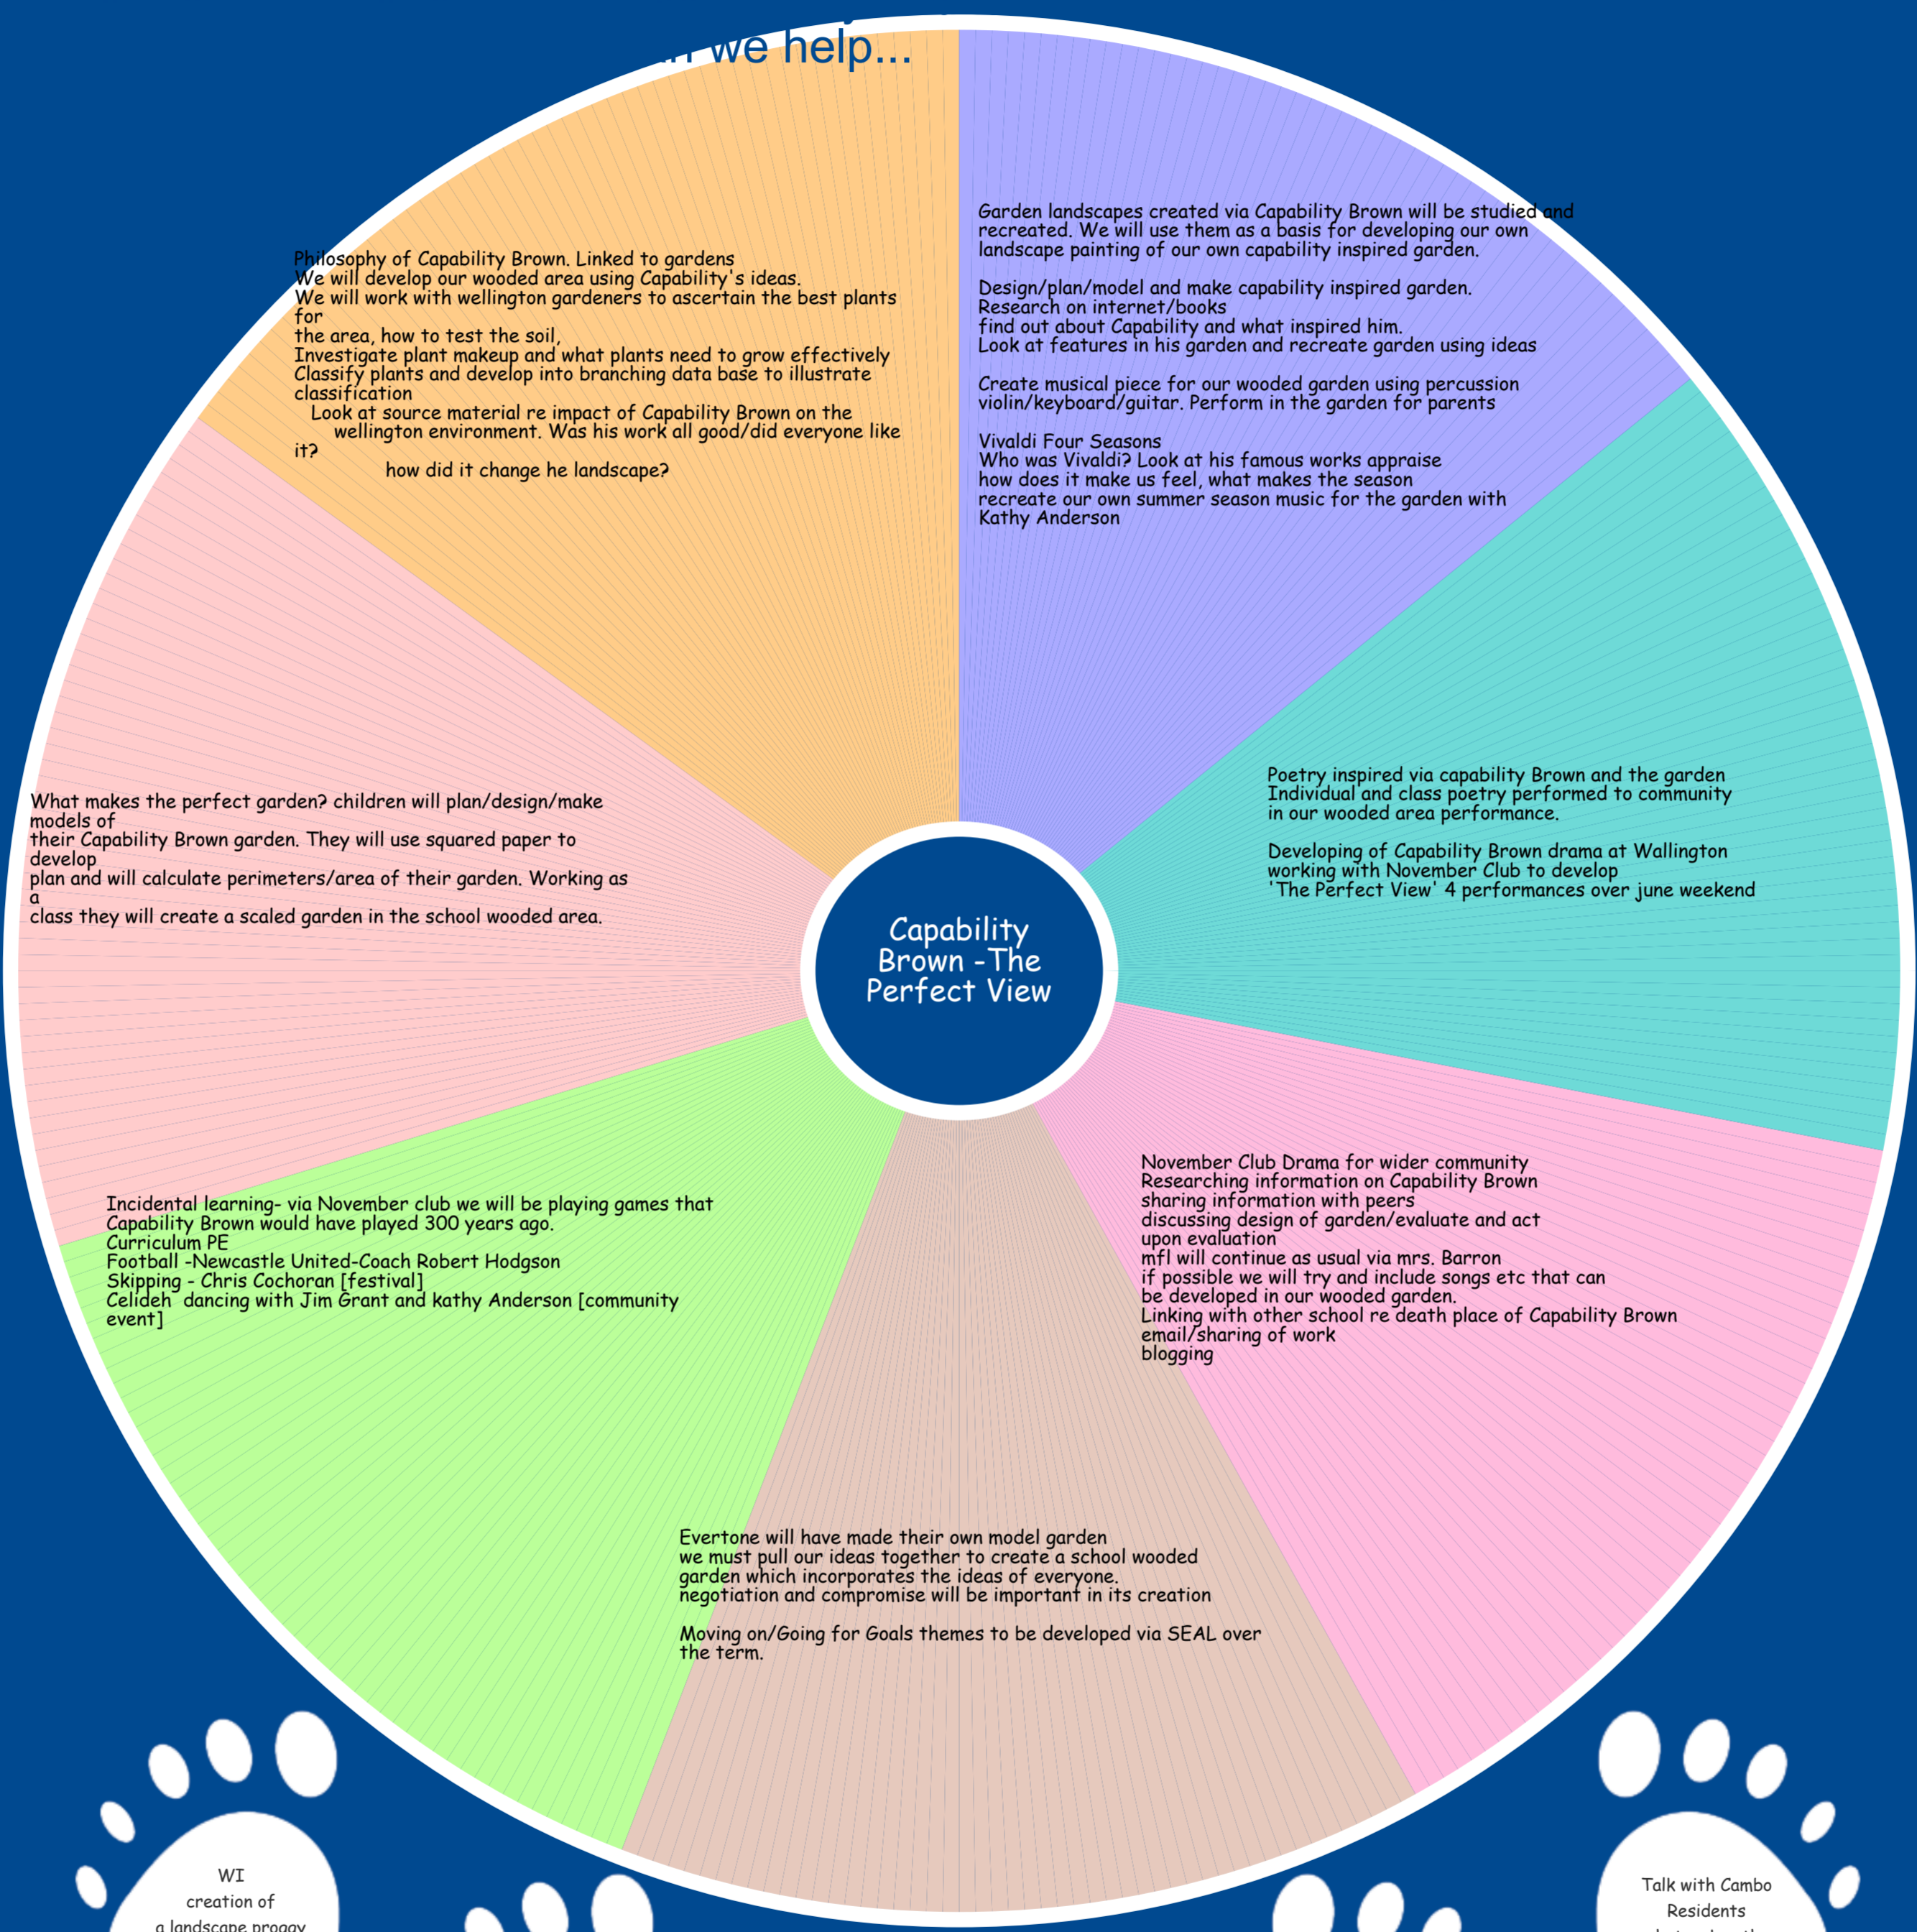 we help...
Garden landscapes created via Capability Brown will be studied and
recreated. We will use them as a basis for developing our own
landscape painting of our own capability inspired garden.
Design/plan/model and make capability inspired garden.
Research on internet/books
find out about Capability and what inspired him.
Look at features in his garden and recreate garden using ideas
Create musical piece for our wooded garden using percussion
violin/keyboard/guitar. Perform in the garden for parents
Vivaldi Four Seasons
Who was Vivaldi? Look at his famous works appraise
how does it make us feel, what makes the season
recreate our own summer season music for the garden with
Kathy Anderson
Philosophy of Capability Brown. Linked to gardens
We will develop our wooded area using Capability's ideas.
We will work with wellington gardeners to ascertain the best plants
for
the area, how to test the soil,
Investigate plant makeup and what plants need to grow effectively
Classify plants and develop into branching data base to illustrate
classification
Look at source material re impact of Capability Brown on the
wellington environment. Was his work all good/did everyone like
it?
how did it change he landscape?
Poetry inspired via capability Brown and the garden
Individual and class poetry performed to community
in our wooded area performance.
Developing of Capability Brown drama at Wallington
working with November Club to develop
'The Perfect View' 4 performances over june weekend
What makes the perfect garden? children will plan/design/make
models of
their Capability Brown garden. They will use squared paper to
develop
plan and will calculate perimeters/area of their garden. Working as
a
class they will create a scaled garden in the school wooded area.
Capability
Brown -The
Perfect View
November Club Drama for wider community
Researching information on Capability Brown
sharing information with peers
discussing design of garden/evaluate and act
upon evaluation
mfl will continue as usual via mrs. Barron
if possible we will try and include songs etc that can
be developed in our wooded garden.
Linking with other school re death place of Capability Brown
email/sharing of work
blogging
Incidental learning- via November club we will be playing games that
Capability Brown would have played 300 years ago.
Curriculum PE
Football -Newcastle United-Coach Robert Hodgson
Skipping - Chris Cochoran [festival]
Celideh dancing with Jim Grant and kathy Anderson [community
event]
Evertone will have made their own model garden
we must pull our ideas together to create a school wooded
garden which incorporates the ideas of everyone.
negotiation and compromise will be important in its creation
Moving on/Going for Goals themes to be developed via SEAL over
the term.
WI
creation of
a landscape proggy
Talk with Cambo
Residents